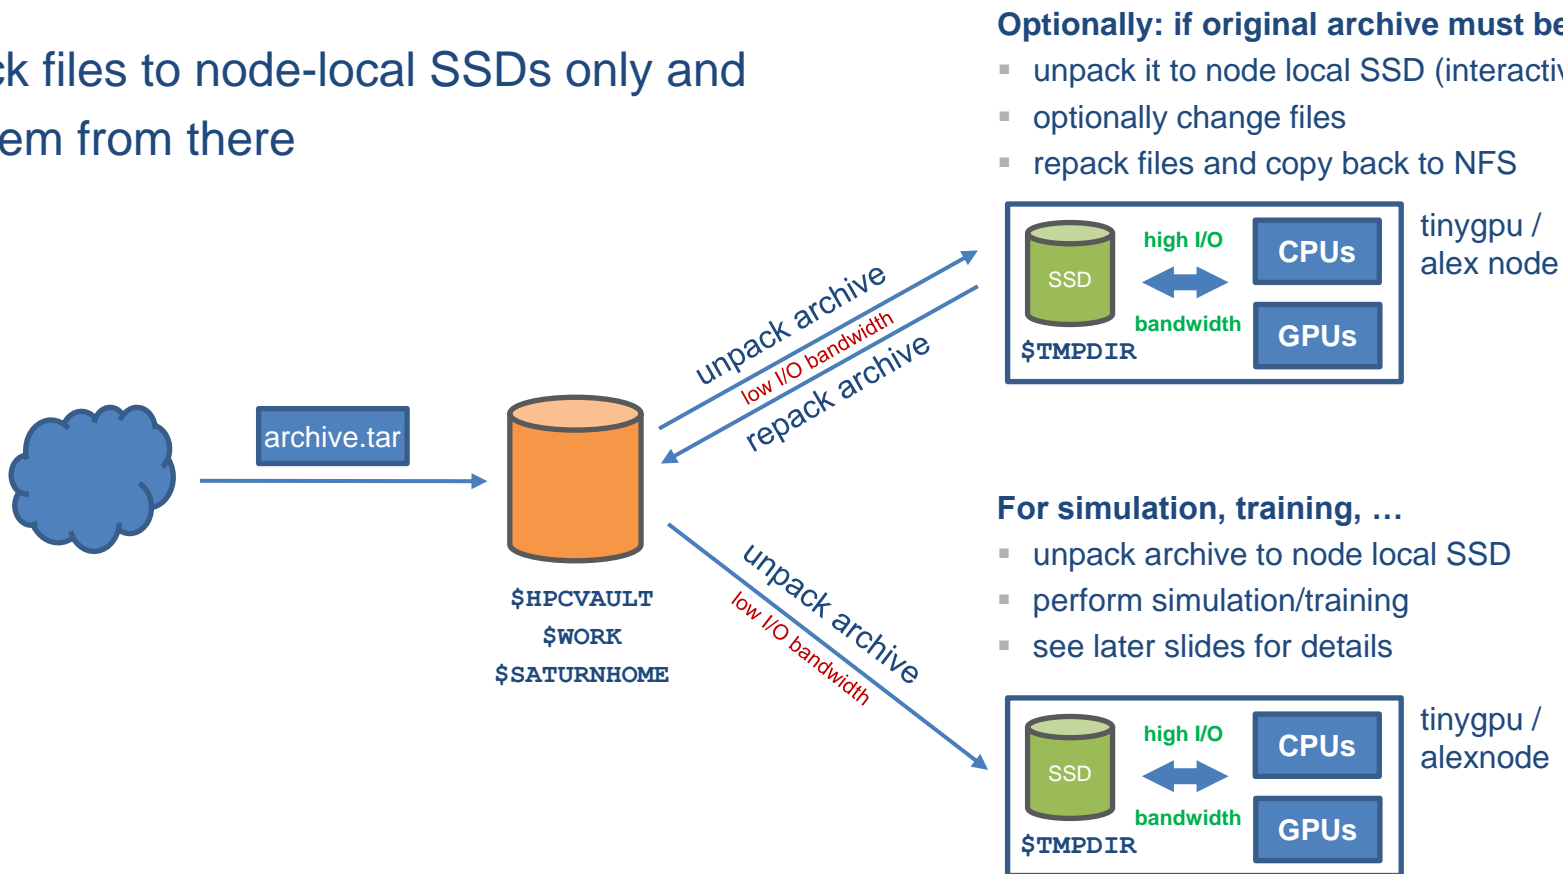 ck files to node-local SSDs only and
em from there
Optionally: if original archive must be
unpack it to node local SSD (interactiv
optionally change files
repack files and copy back to NFS
SSD
$TMPDIR
high I/O
bandwidth
CPUs
GPUs
tinygpu /
alex node
unpack archive
low I/O bandwidth
repack archive
archive.tar
$HPCVAULT
$WORK
$SATURNHOME
unpack archive
low I/O bandwidth
For simulation, training, …
unpack archive to node local SSD
perform simulation/training
see later slides for details
SSD
$TMPDIR
high I/O
bandwidth
CPUs
GPUs
tinygpu /
alexnode